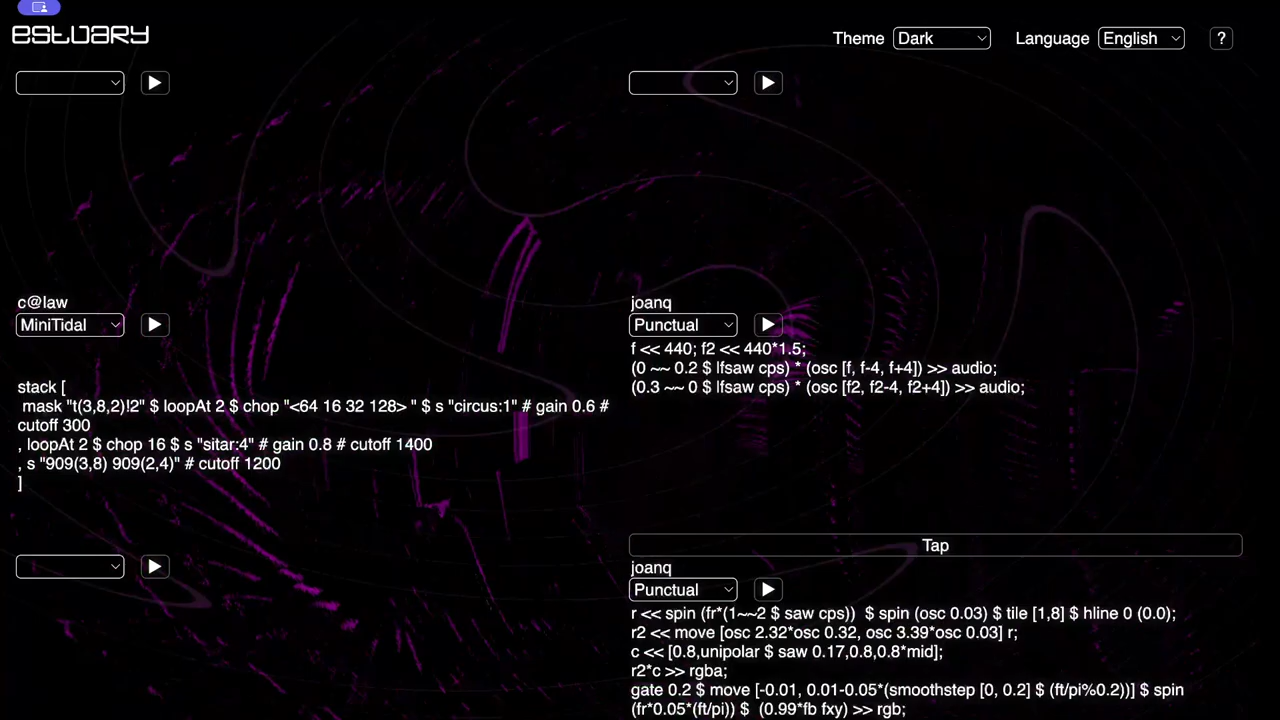 ESTUARY
Theme Dark Language English ?
c@law
MiniTidal
stack [
mask "t(3,8,2)!2" $ loopAt 2 $ chop "<64 16 32 128> " $ s "circus:1" # gain 0.6 #
cutoff 300
, loopAt 2 $ chop 16 $ s "sitar:4" # gain 0.8 # cutoff 1400
, s "909(3,8) 909(2,4)" # cutoff 1200
]
joanq
Punctual
f << 440; f2 << 440*1.5;
(0 ~~ 0.2 $ lfsaw cps) * (osc [f, f-4, f+4]) >> audio;
(0.3 ~~ 0 $ lfsaw cps) * (osc [f2, f2-4, f2+4]) >> audio;
Tap
joanq
Punctual
r << spin (fr*(1~~2 $ saw cps))  $ spin (osc 0.03) $ tile [1,8] $ hline 0 (0.0);
r2 << move [osc 2.32*osc 0.32, osc 3.39*osc 0.03] r;
c << [0.8,unipolar $ saw 0.17,0.8,0.8*mid];
r2*c >> rgba;
gate 0.2 $ move [-0.01, 0.01-0.05*(smoothstep [0, 0.2] $ (ft/pi%0.2))] $ spin
(fr*0.05*(ft/pi)) $  (0.99*fb fxy) >> rgb;